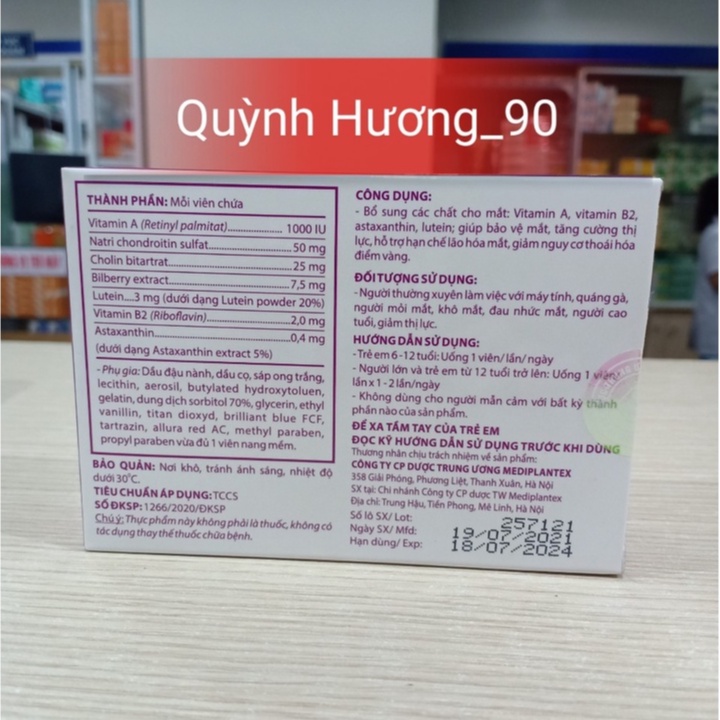 Quỳnh Hương_90
THÀNH PHẦN: Mỗi viên chứa
Vitamin A (Retinyl palmitat)............... 1000 IU
Natri chondroitin sulfat....................... 50 mg
Cholin bitartrat.....................................25 mg
Bilberry extract....................................7,5 mg
Lutein....3 mg (dưới dạng Lutein powder 20%)
Vitamin B2 (Riboflavin)........................2,0 mg
Astaxanthin..........................................0,4 mg
(dưới dạng Astaxanthin extract 5%)
- Phụ gia: Dầu đậu nành, dầu cọ, sáp ong trắng,
lecithin, aerosil, butylated hydroxytoluen,
gelatin, dung dịch sorbitol 70%, glycerin, ethyl
vanillin, titan dioxyd, brilliant blue FCF,
tartrazin, allura red AC, methyl paraben,
propyl paraben vừa đủ 1 viên nang mềm.
BẢO QUẢN: Nơi khô, tránh ánh sáng, nhiệt độ
dưới 30°C.
TIÊU CHUẨN ÁP DỤNG: TCCS
SỐ ĐKSP: 1266/2020/ĐKSP
Chú ý: Thực phẩm này không phải là thuốc, không có
tác dụng thay thế thuốc chữa bệnh.
CÔNG DỤNG:
- Bổ sung các chất cho mắt: Vitamin A, vitamin B2,
astaxanthin, lutein; giúp bảo vệ mắt, tăng cường thị
lực, hỗ trợ hạn chế lão hóa mắt, giảm nguy cơ thoái hóa
điểm vàng.
ĐỐI TƯỢNG SỬ DỤNG:
- Người thường xuyên làm việc với máy tính, quáng gà,
người mỏi mắt, khô mắt, đau nhức mắt, người cao
tuổi, giảm thị lực.
HƯỚNG DẪN SỬ DỤNG:
- Trẻ em 6 - 12 tuổi: Uống 1 viên/ lần/ ngày
- Người lớn và trẻ em từ 12 tuổi trở lên: Uống 1 viên/
lần x 1 - 2 lần/ngày
- Không dùng cho người mẫn cảm với bất kỳ thành
phần nào của sản phẩm.
ĐỂ XA TẦM TAY CỦA TRẺ EM
ĐỌC KỸ HƯỚNG DẪN SỬ DỤNG TRƯỚC KHI DÙNG
Thương nhân chịu trách nhiệm về sản phẩm:
CÔNG TY CP DƯỢC TRUNG ƯƠNG MEDIPLANTEX
358 Giải Phóng, Phương Liệt, Thanh Xuân, Hà Nội
SX tại: Chi nhánh Công ty CP dược TW Mediplantex
Địa chỉ: Trung Hậu, Tiền Phong, Mê Linh, Hà Nội
Số lô SX/ Lot: 257121
Ngày SX/ Mfd: 19/07/2021
Hạn dùng/ Exp: 18/07/2024